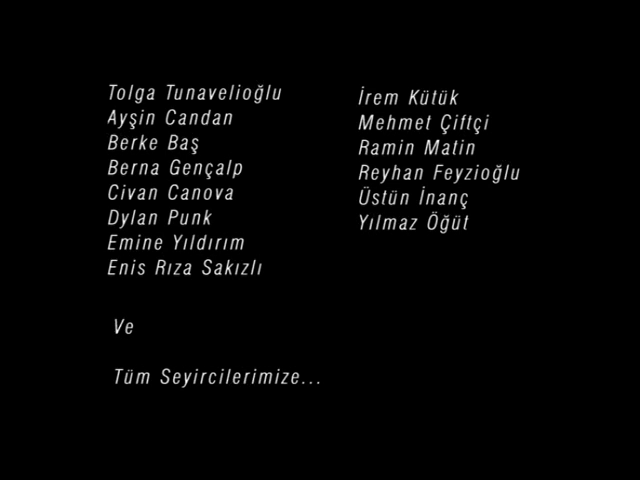 Tolga Tunavelioğlu
Ayşin Candan
Berke Baş
Berna Gençalp
Civan Canova
Dylan Punk
Emine Yıldırım
Enis Rıza Sakızlı
İrem Kütük
Mehmet Çiftçi
Ramin Matin
Reyhan Feyzioğlu
Üstün İnanç
Yılmaz Öğüt
Ve
Tüm Seyircilerimize...